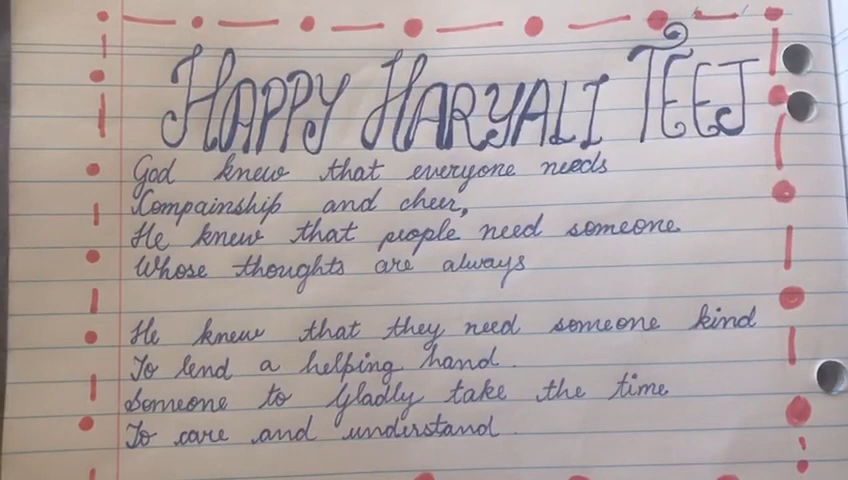 HAPPY HARYALI TEEJ
God knew that everyone needs
Compainship and cheer,
He knew that people need someone
Whose thoughts are always
He knew that they need someone kind
To lend a helping hand.
Someone to gladly take the time
To care and understand.